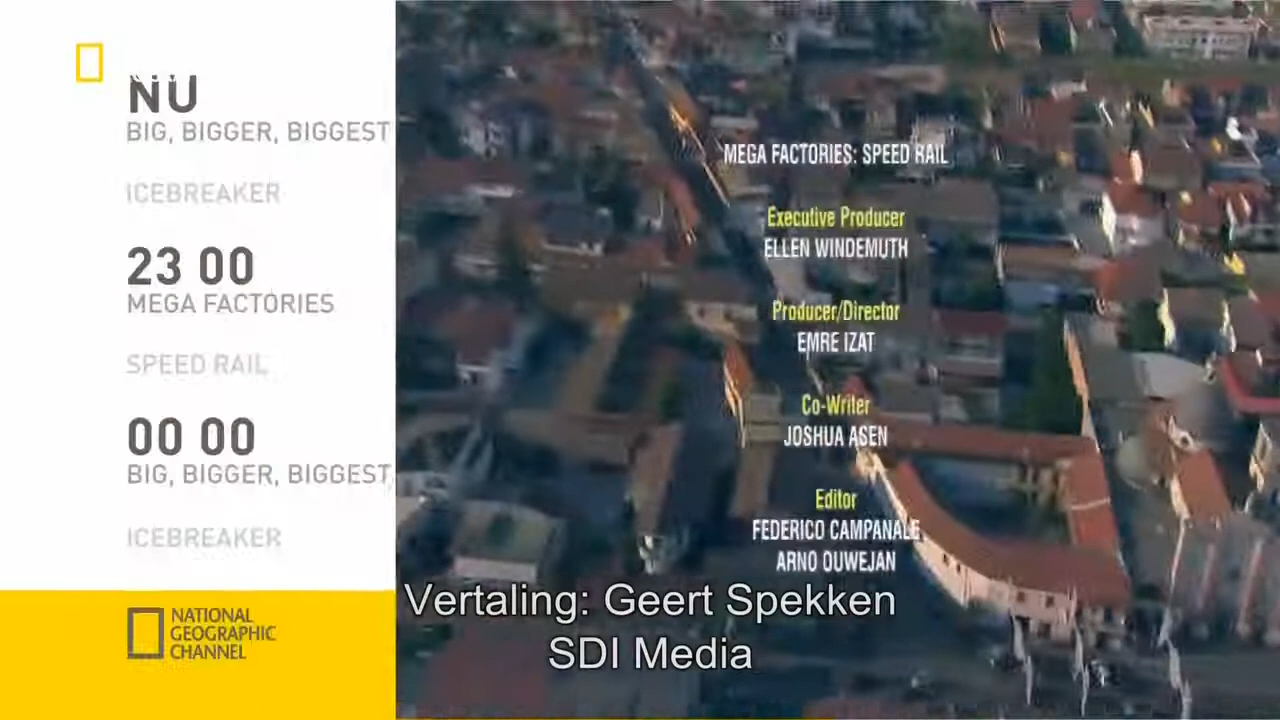 NU
BIG, BIGGER, BIGGEST
ICEBREAKER
23 00
MEGA FACTORIES
SPEED RAIL
00 00
BIG, BIGGER, BIGGEST
ICEBREAKER
NATIONAL
GEOGRAPHIC
CHANNEL
MEGA FACTORIES: SPEED RAIL
Executive Producer
ELLEN WINDEMUTH
Producer/Director
EMRE IZAT
Co-Writer
JOSHUA ASEN
Editor
FEDERICO CAMPANALE
ARNO OUWEJAN
Vertaling: Geert Spekken
SDI Media